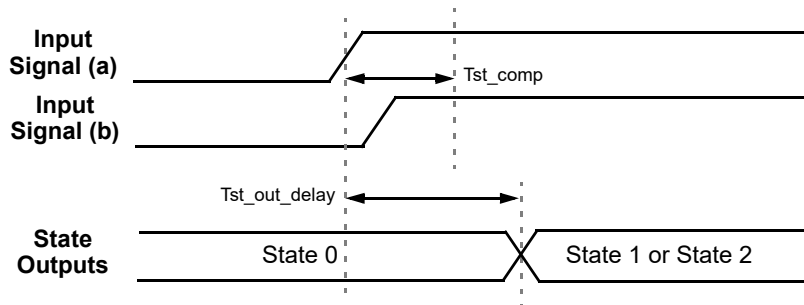 Input
Signal (a)
Tst_comp
Input
Signal (b)
Tst_out_delay
State
Outputs
State 0
State 1 or State 2